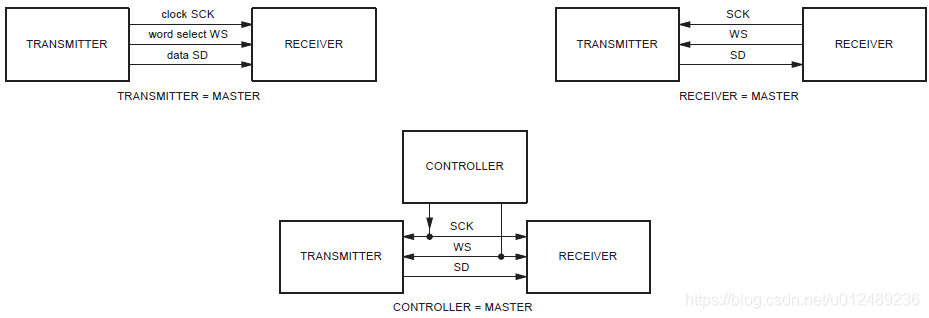 clock SCK
word select WS
data SD
TRANSMITTER
RECEIVER
TRANSMITTER = MASTER
SCK
WS
SD
TRANSMITTER
RECEIVER
RECEIVER = MASTER
CONTROLLER
SCK
WS
SD
TRANSMITTER
RECEIVER
CONTROLLER = MASTER
https://blog.csdn.net/u012489236